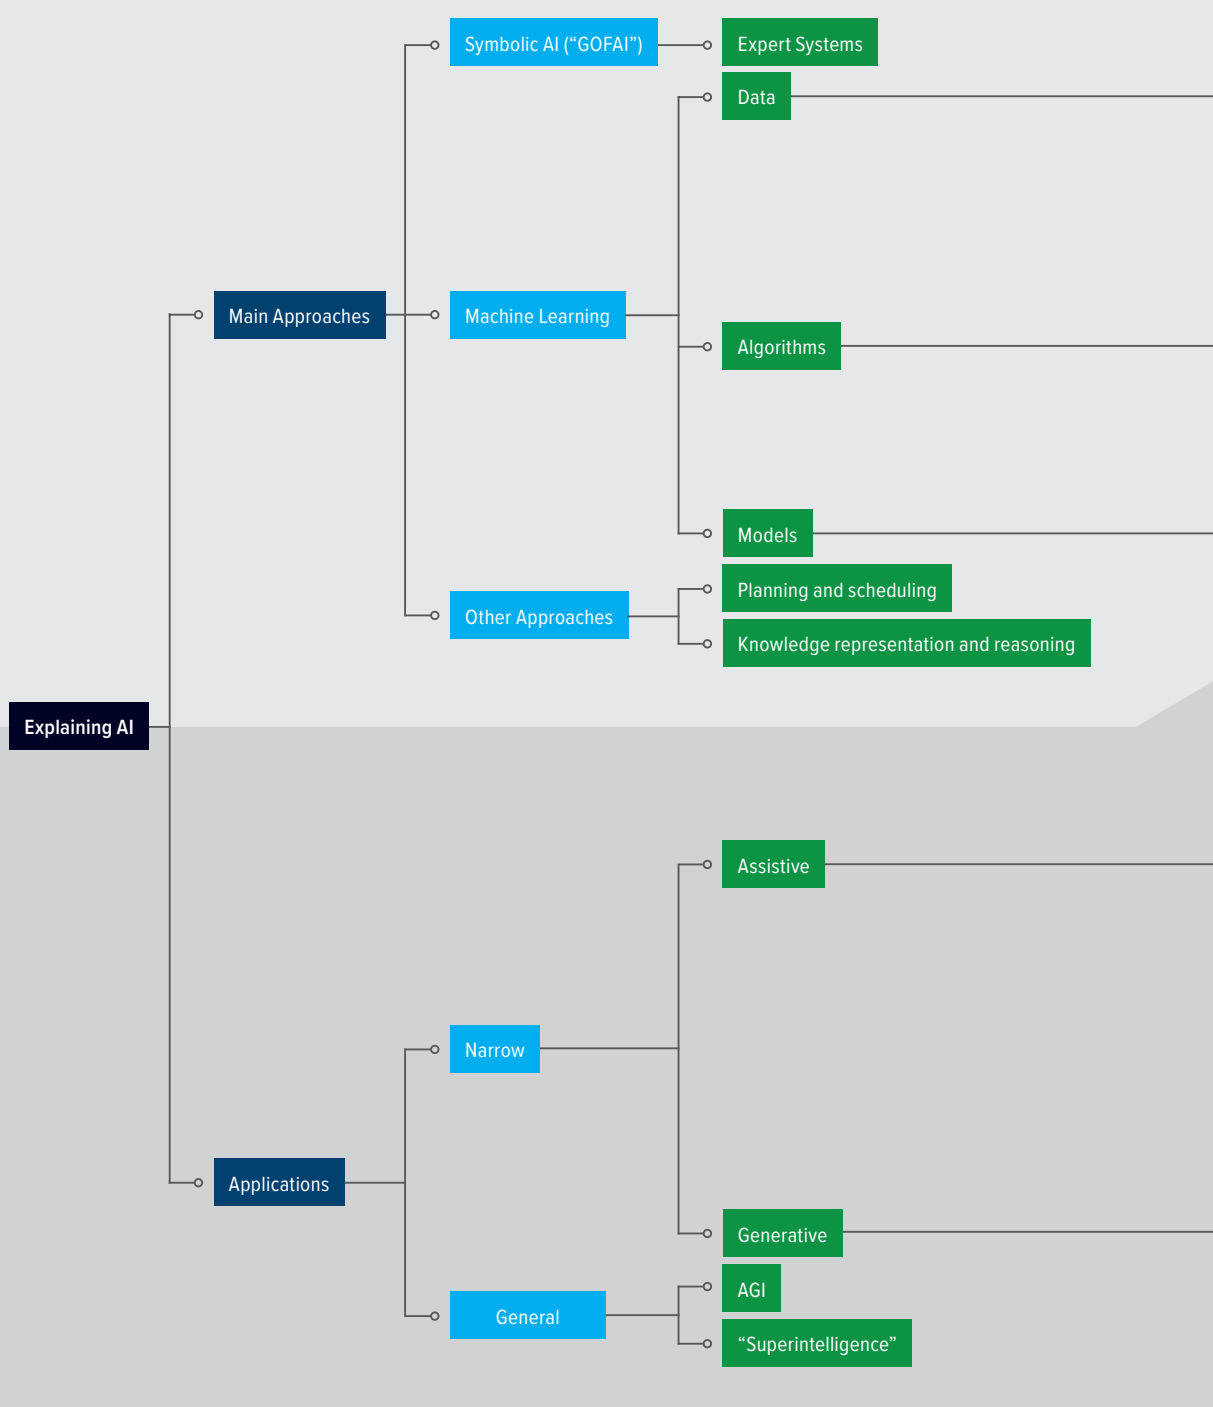 Symbolic AI (“GOFAI”)
Expert Systems
Data
Main Approaches
Machine Learning
Algorithms
Models
Other Approaches
Planning and scheduling
Knowledge representation and reasoning
Explaining AI
Assistive
Narrow
Applications
Generative
General
AGI
“Superintelligence”